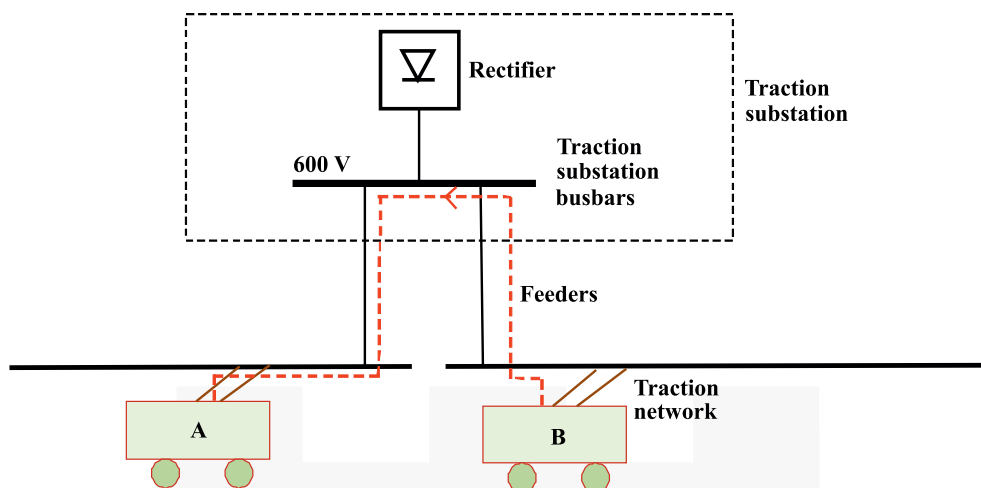 Rectifier
Traction
substation
600 V
Traction
substation
busbars
Feeders
Traction
network
A
B